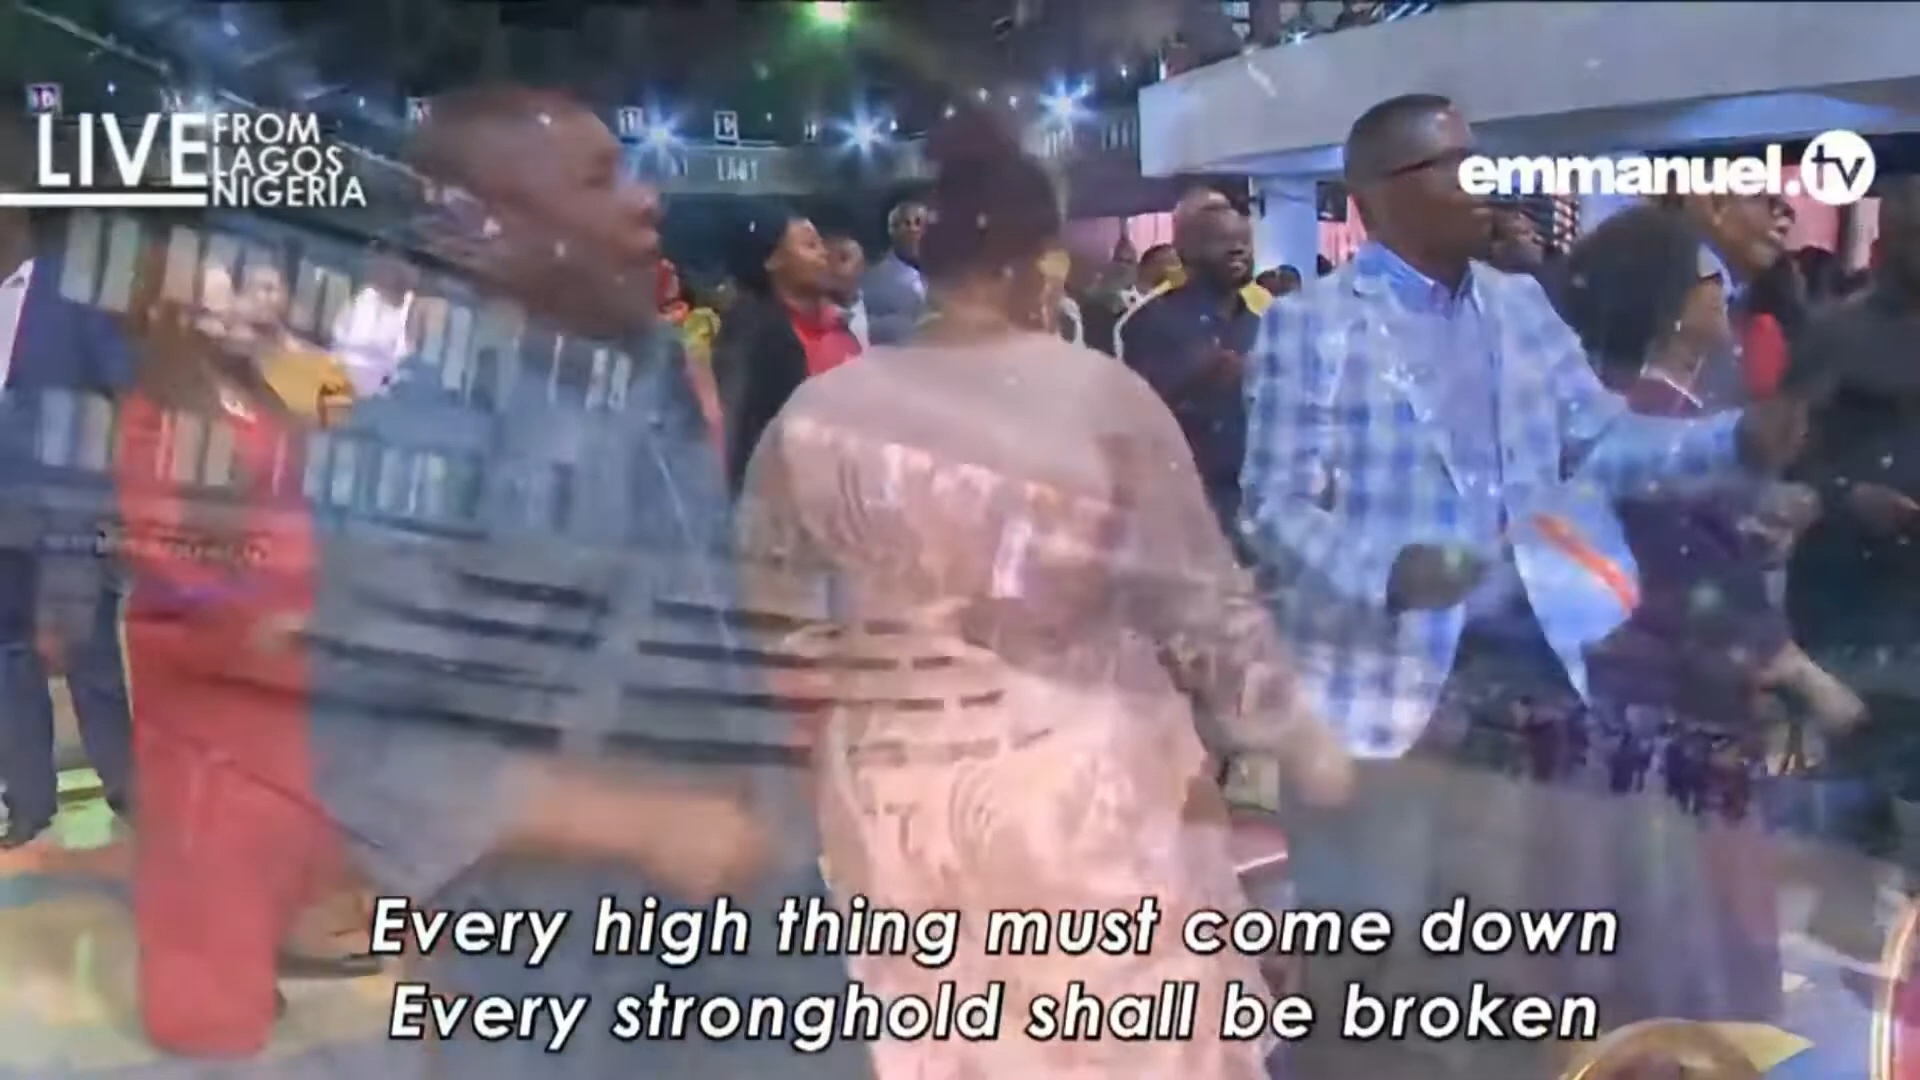 LIVE FROM
LAGOS
NIGERIA
emmanuel.tv
Every high thing must come down
Every stronghold shall be broken